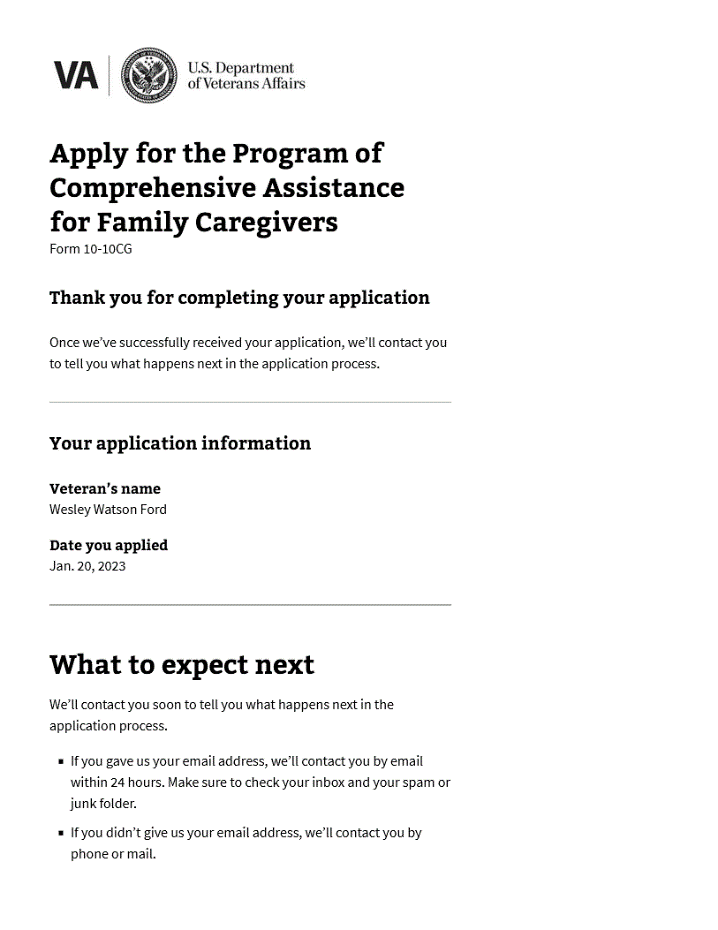 VA
U.S. Department
of Veterans Affairs
Apply for the Program of
Comprehensive Assistance
for Family Caregivers
Form 10-10CG
Thank you for completing your application
Once we’ve successfully received your application, we’ll contact you
to tell you what happens next in the application process.
Your application information
Veteran’s name
Wesley Watson Ford
Date you applied
Jan. 20, 2023
What to expect next
We’ll contact you soon to tell you what happens next in the
application process.
▪ If you gave us your email address, we’ll contact you by email
within 24 hours. Make sure to check your inbox and your spam or
junk folder.
▪ If you didn’t give us your email address, we’ll contact you by
phone or mail.